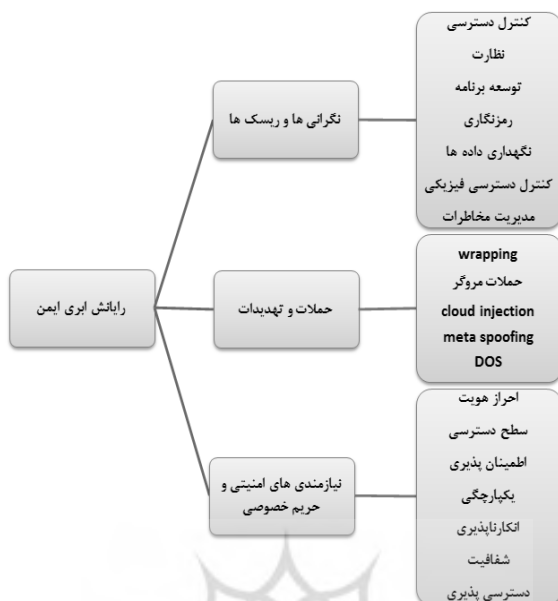 رایانش ابری ایمن
نگرانی ها و ریسک ها
کنترل دسترسی
نظارت
توسعه برنامه
رمزنگاری
نگهداری داده ها
کنترل دسترسی فیزیکی
مدیریت مخاطرات
حملات و تهدیدات
wrapping
حملات مروگر
cloud injection
meta spoofing
DOS
نیازمندی های امنیتی و
حریم خصوصی
احراز هویت
سطح دسترسی
اطمینان پذیری
یکپارچگی
انکارناپذیری
شفافیت
دسترسی پذیری